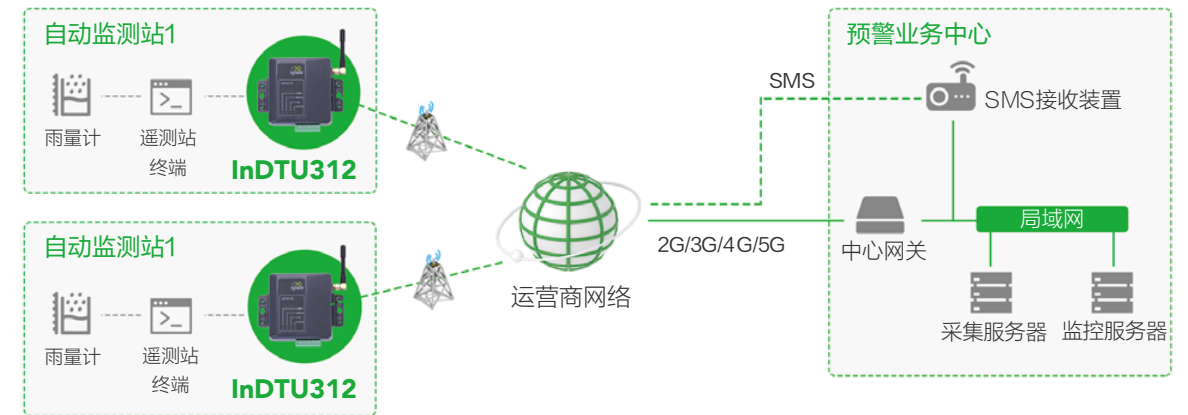 自动监测站1
雨量计
遥测站
终端
InDTU312
自动监测站1
雨量计
遥测站
终端
InDTU312
运营商网络
SMS
2G/3G/4G/5G
预警业务中心
SMS接收装置
中心网关
局域网
采集服务器
监控服务器